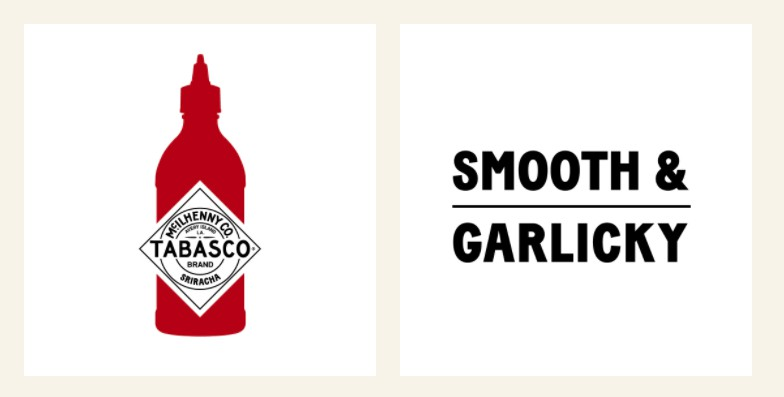 McILHENNY CO.
AVERY ISLAND
LA.
TABASCO®
BRAND
SRIRACHA
SMOOTH &
GARLICKY